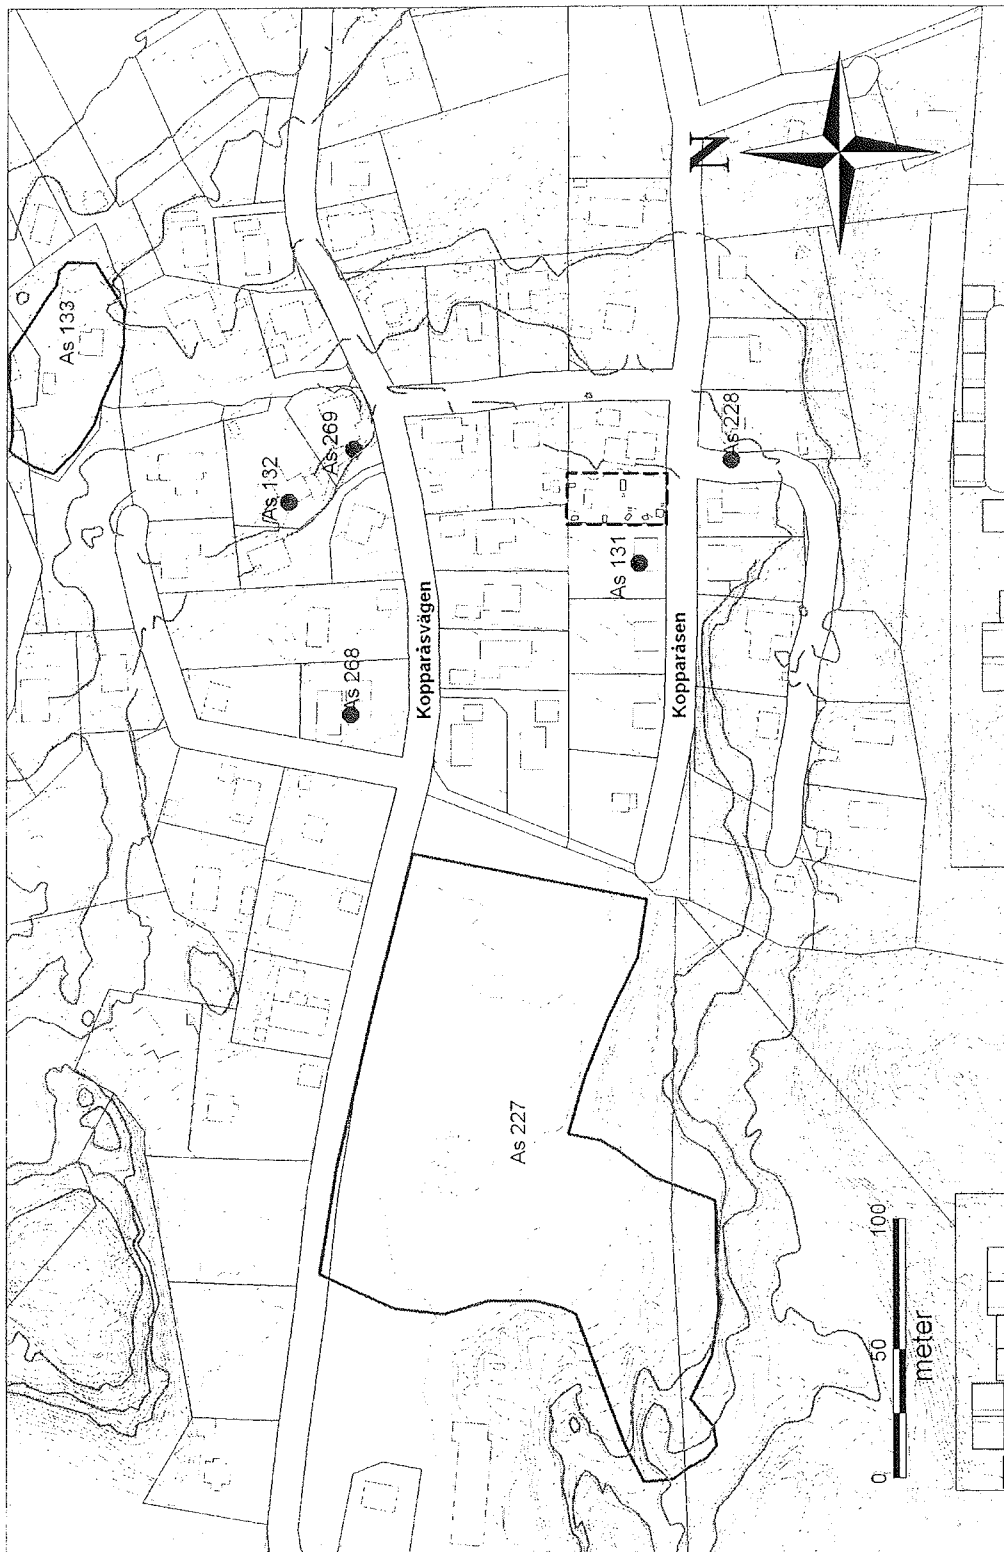 As 133
As 132
As 269
As 268
Kopparåsvägen
As 227
As 131
Kopparåsen
N
As 228
0 50 100
meter